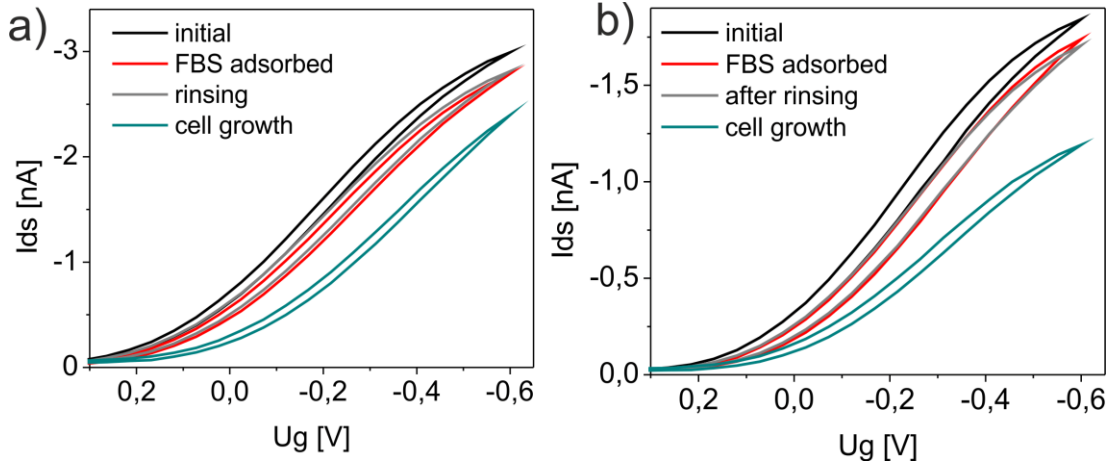 a)
initial
FBS adsorbed
rinsing
cell growth
-3
-2
-1
0
Ids [nA]
0,2
0,0
-0,2
-0,4
-0,6
Ug [V]
b)
initial
FBS adsorbed
after rinsing
cell growth
-1,5
-1,0
-0,5
0,0
Ids [nA]
0,2
0,0
-0,2
-0,4
-0,6
Ug [V]